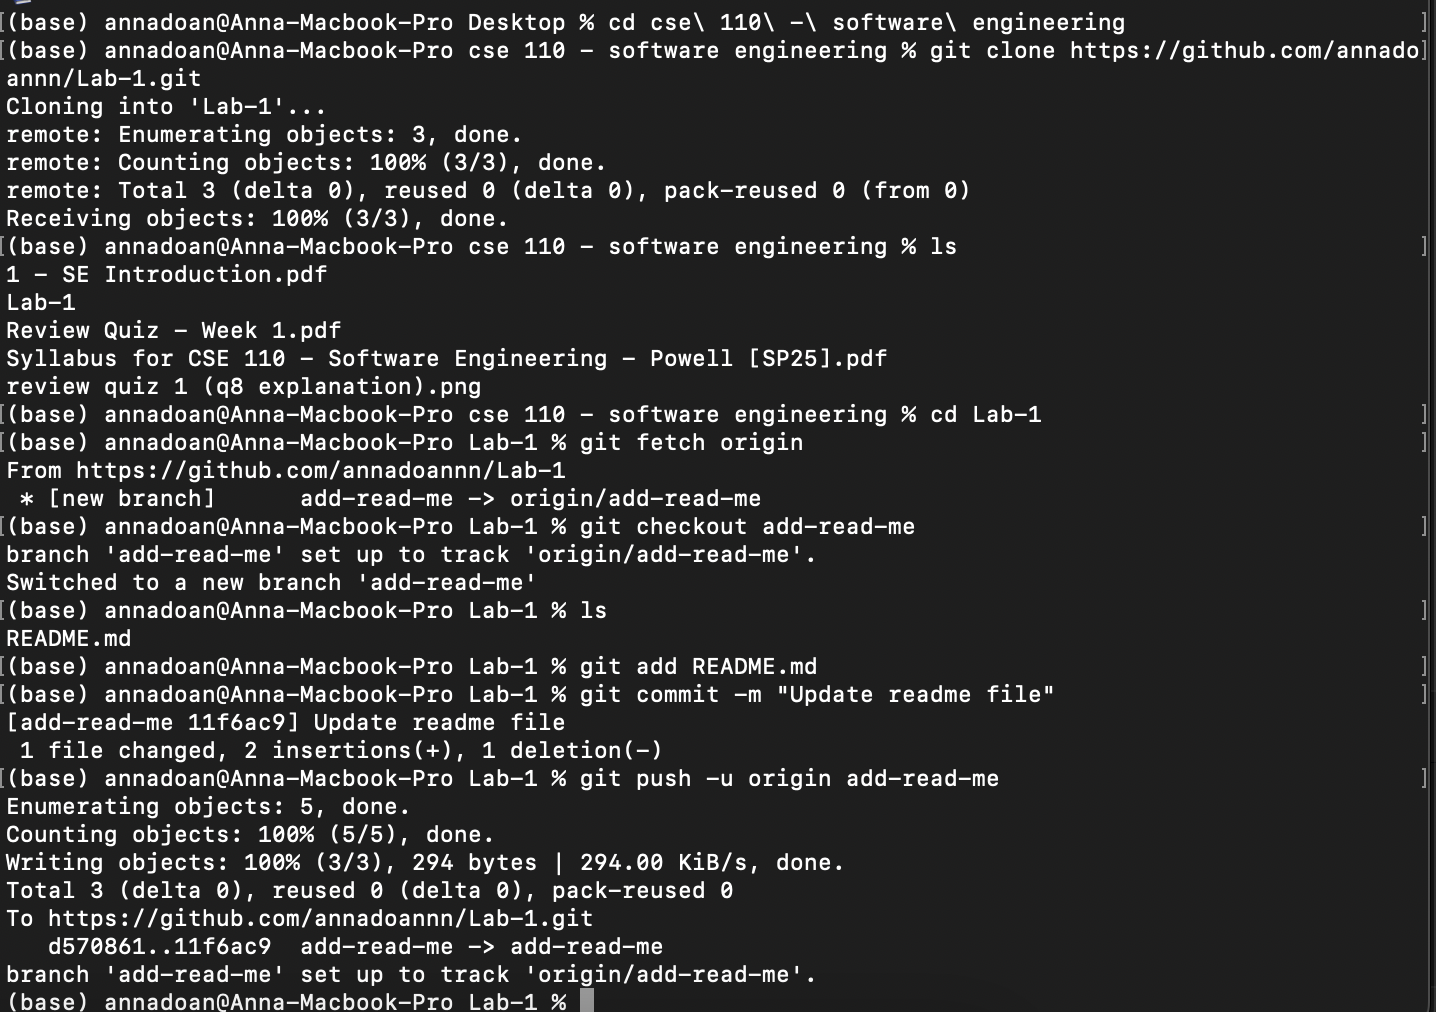 [(base) annadoan@Anna-Macbook-Pro Desktop % cd cse\ 110\ -\ software\ engineering ]
[(base) annadoan@Anna-Macbook-Pro cse 110 - software engineering % git clone https://github.com/annado]
annn/Lab-1.git
Cloning into 'Lab-1'...
remote: Enumerating objects: 3, done.
remote: Counting objects: 100% (3/3), done.
remote: Total 3 (delta 0), reused 0 (delta 0), pack-reused 0 (from 0)
Receiving objects: 100% (3/3), done.
[(base) annadoan@Anna-Macbook-Pro cse 110 - software engineering % ls ]
1 - SE Introduction.pdf
Lab-1
Review Quiz - Week 1.pdf
Syllabus for CSE 110 - Software Engineering - Powell [SP25].pdf
review quiz 1 (q8 explanation).png
[(base) annadoan@Anna-Macbook-Pro cse 110 - software engineering % cd Lab-1 ]
[(base) annadoan@Anna-Macbook-Pro Lab-1 % git fetch origin ]
From https://github.com/annadoannn/Lab-1
 * [new branch]      add-read-me -> origin/add-read-me
[(base) annadoan@Anna-Macbook-Pro Lab-1 % git checkout add-read-me ]
branch 'add-read-me' set up to track 'origin/add-read-me'.
Switched to a new branch 'add-read-me'
[(base) annadoan@Anna-Macbook-Pro Lab-1 % ls ]
README.md
[(base) annadoan@Anna-Macbook-Pro Lab-1 % git add README.md ]
[(base) annadoan@Anna-Macbook-Pro Lab-1 % git commit -m "Update readme file" ]
[add-read-me 11f6ac9] Update readme file
 1 file changed, 2 insertions(+), 1 deletion(-)
[(base) annadoan@Anna-Macbook-Pro Lab-1 % git push -u origin add-read-me ]
Enumerating objects: 5, done.
Counting objects: 100% (5/5), done.
Writing objects: 100% (3/3), 294 bytes | 294.00 KiB/s, done.
Total 3 (delta 0), reused 0 (delta 0), pack-reused 0
To https://github.com/annadoannn/Lab-1.git
   d570861..11f6ac9  add-read-me -> add-read-me
branch 'add-read-me' set up to track 'origin/add-read-me'.
(base) annadoan@Anna-Macbook-Pro Lab-1 %